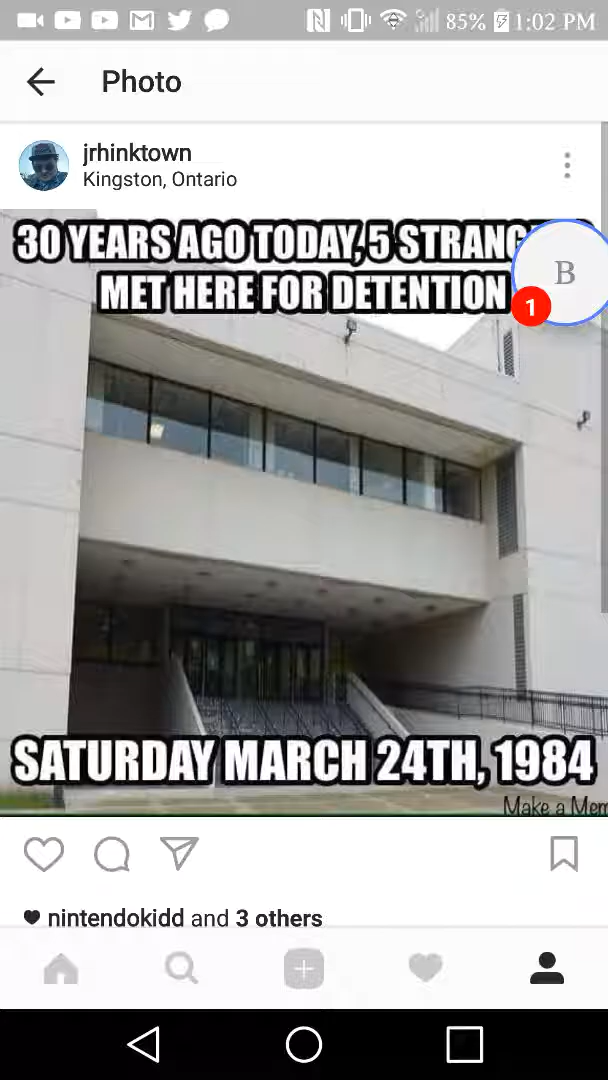 85% 1:02 PM
Photo
jrhinktown
Kingston, Ontario
30 YEARS AGO TODAY, 5
MET HERE FOR DETENTION
B
1
SATURDAY MARCH 24TH, 1984
Make a Mem
nintendokidd and 3 others